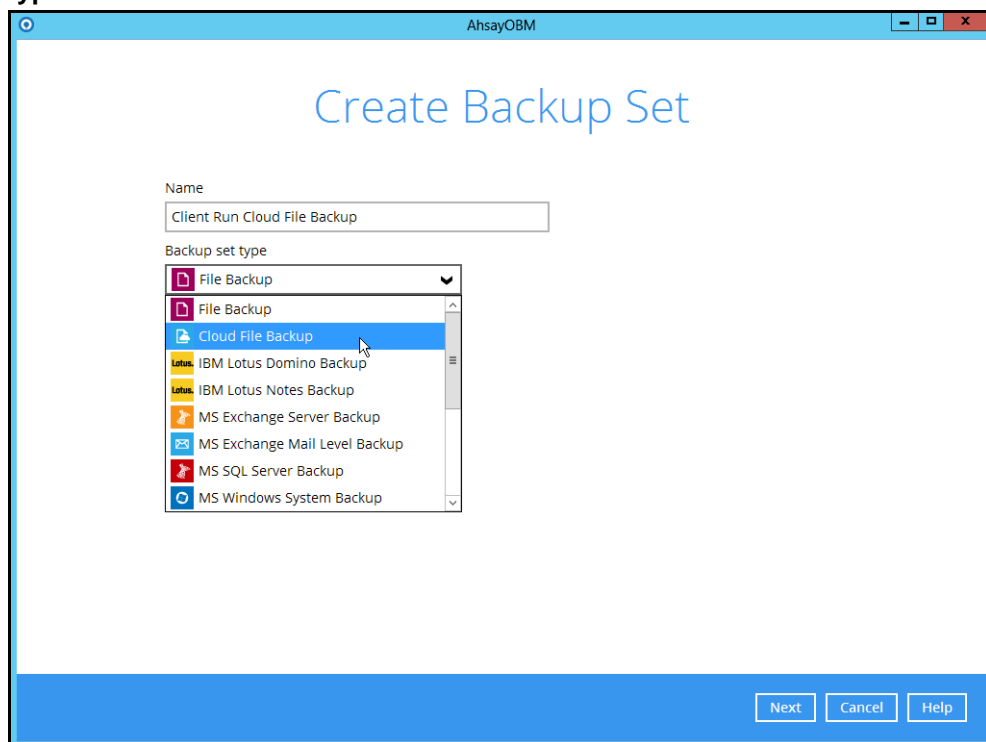 AhsayOBM
Create Backup Set
Name
Client Run Cloud File Backup
Backup set type
File Backup
File Backup
Cloud File Backup
Lotus. IBM Lotus Domino Backup
Lotus. IBM Lotus Notes Backup
MS Exchange Server Backup
MS Exchange Mail Level Backup
MS SQL Server Backup
MS Windows System Backup
Next Cancel Help